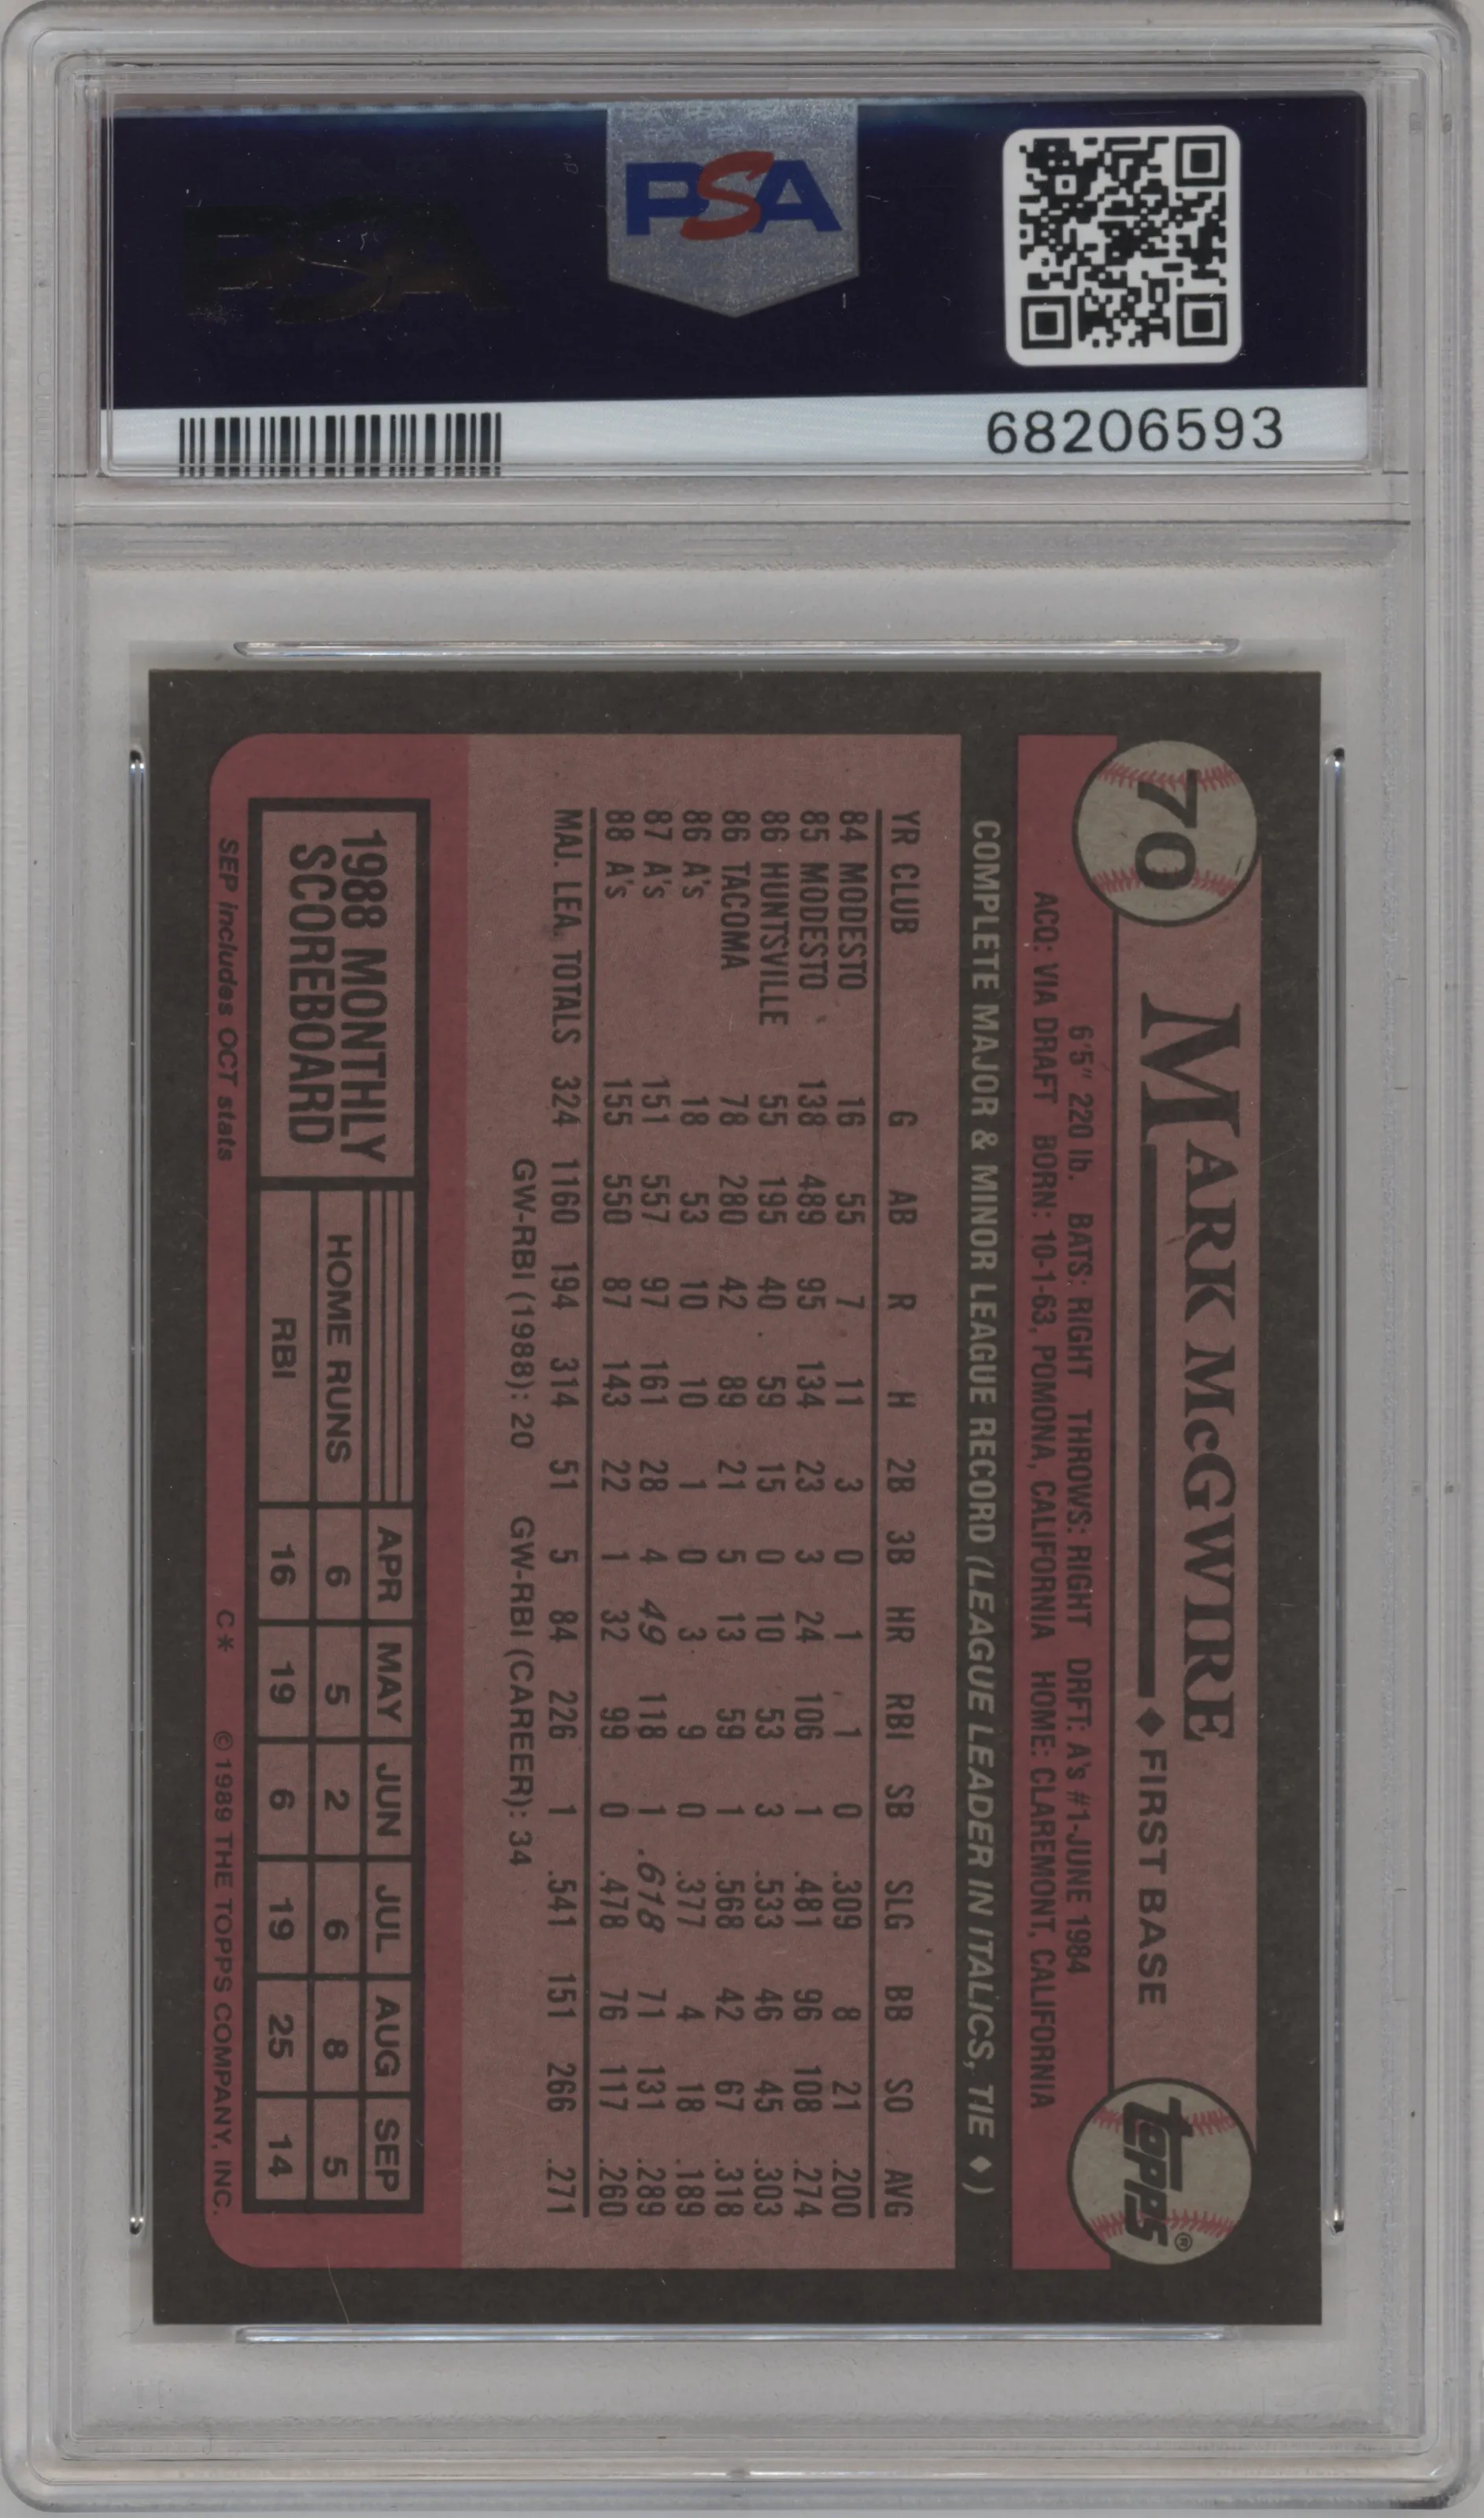 PSA
PSA
68206593
70
MARK McGWIRE ◆ FIRST BASE
topps®
6'5" 220 lb. BATS: RIGHT THROWS: RIGHT DRFT: A's #1-JUNE 1984
ACQ: VIA DRAFT BORN: 10-1-63, POMONA, CALIFORNIA HOME: CLAREMONT, CALIFORNIA
COMPLETE MAJOR & MINOR LEAGUE RECORD (LEAGUE LEADER IN ITALICS, TIE ◆)
YR CLUB G AB R H 2B 3B HR RBI SB SLG BB SO AVG
84 MODESTO 16 55 7 11 3 0 1 1 0 .309 8 21 .200
85 MODESTO 138 489 95 134 23 3 24 106 1 .481 96 108 .274
86 HUNTSVILLE 55 195 40 59 15 0 10 53 3 .533 46 45 .303
86 TACOMA 78 280 42 89 21 5 13 59 1 .568 42 67 .318
86 A's 18 53 10 10 1 0 3 9 0 .377 4 18 .189
87 A's 151 557 97 161 28 4 49 118 1 .618 71 131 .289
88 A's 155 550 87 143 22 1 32 99 0 .478 76 117 .260
MAJ. LEA. TOTALS 324 1160 194 314 51 5 84 226 1 .541 151 266 .271
GW-RBI (1988): 20 GW-RBI (CAREER): 34
1988 MONTHLY
SCOREBOARD
APR MAY JUN JUL AUG SEP
HOME RUNS 6 5 2 6 8 5
RBI 16 19 6 19 25 14
SEP includes OCT stats C* © 1989 THE TOPPS COMPANY, INC.